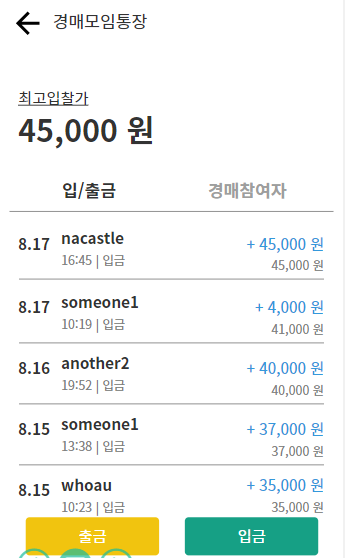 경매모임통장
최고입찰가
45,000 원
입/출금
경매참여자
8.17
nacastle
16:45 | 입금
+ 45,000 원
45,000 원
8.17
someone1
10:19 | 입금
+ 4,000 원
41,000 원
8.16
another2
19:52 | 입금
+ 40,000 원
40,000 원
8.15
someone1
13:38 | 입금
+ 37,000 원
37,000 원
8.15
whoau
10:23 | 입금
+ 35,000 원
35,000 원
출금
입금